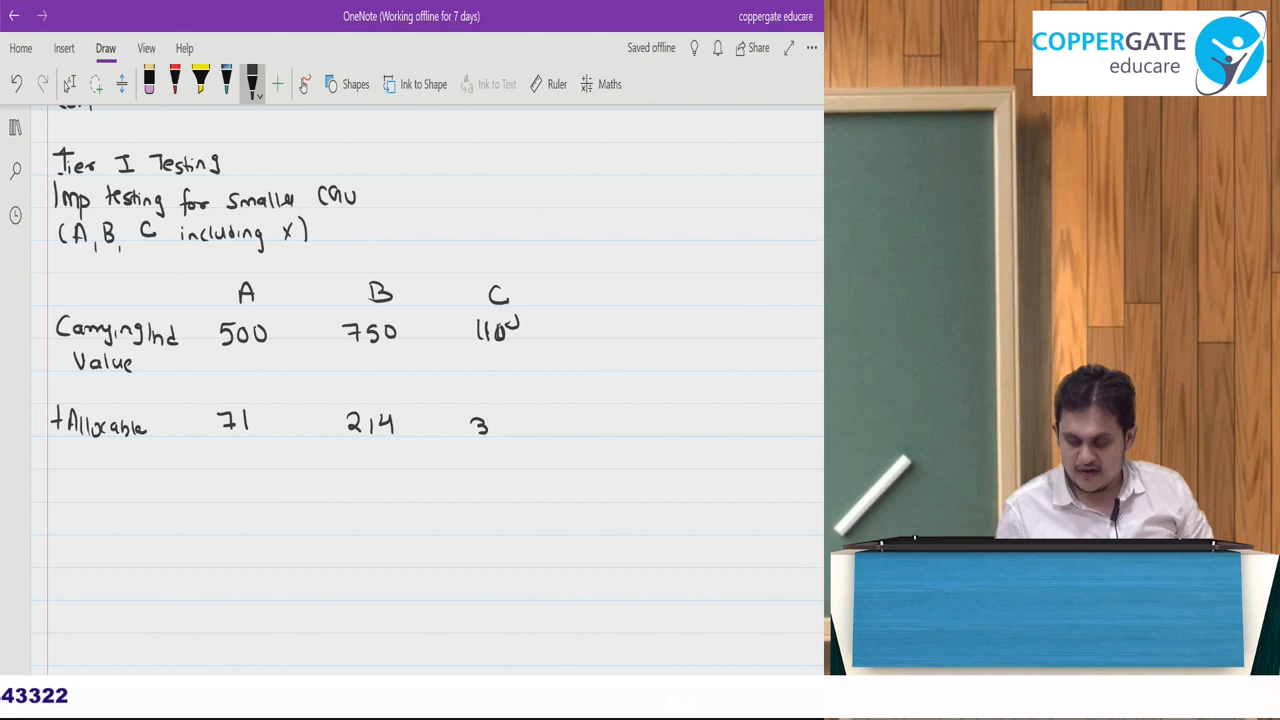 OneNote (Working offline for 7 days)
coppergate educare
Home Insert Draw View Help
Saved offline Share
Shapes Ink to Shape Ink to Text Ruler Maths
Tier I Testing
Imp testing for smaller CGU
(A, B, C including X)
A B C
Carrying Ind 500 750 1100
Value
+Allocable 71 214 3
COPPERGATE
educare
43322